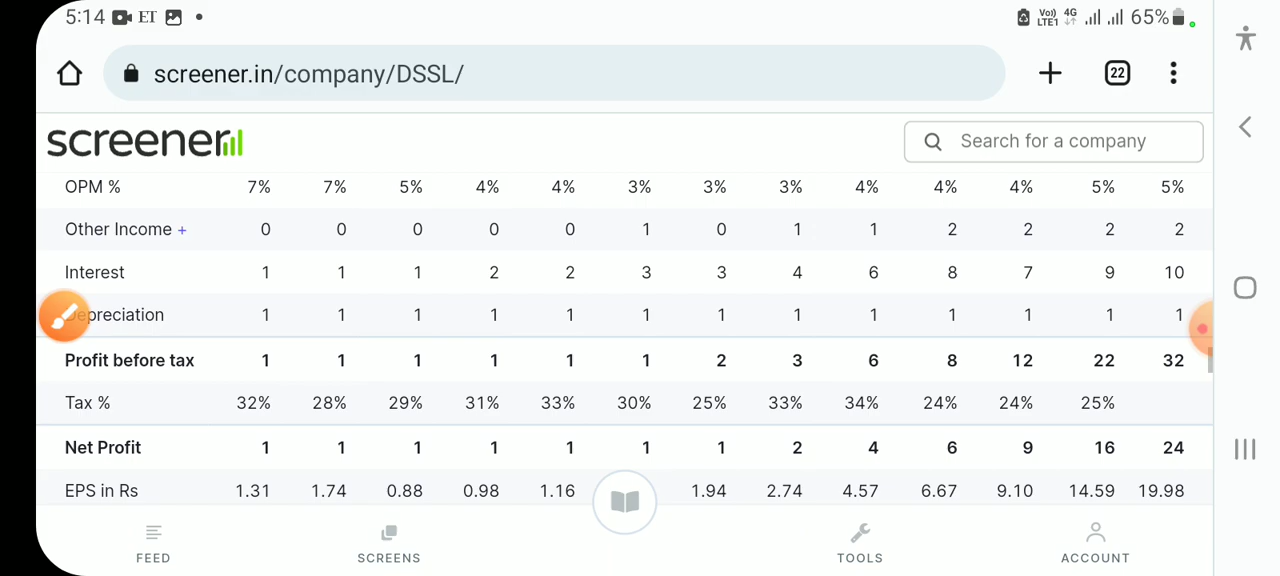 5:14 ET 65%
Vo)) LTE1 4G
screener.in/company/DSSL/
22
screener
Search for a company
OPM % 7% 7% 5% 4% 4% 3% 3% 3% 4% 4% 4% 5% 5%
Other Income + 0 0 0 0 0 1 0 1 1 2 2 2 2
Interest 1 1 1 2 2 3 3 4 6 8 7 9 10
epreciation 1 1 1 1 1 1 1 1 1 1 1 1 1
Profit before tax 1 1 1 1 1 1 2 3 6 8 12 22 32
Tax % 32% 28% 29% 31% 33% 30% 25% 33% 34% 24% 24% 25%
Net Profit 1 1 1 1 1 1 1 2 4 6 9 16 24
EPS in Rs 1.31 1.74 0.88 0.98 1.16 1.94 2.74 4.57 6.67 9.10 14.59 19.98
FEED SCREENS TOOLS ACCOUNT